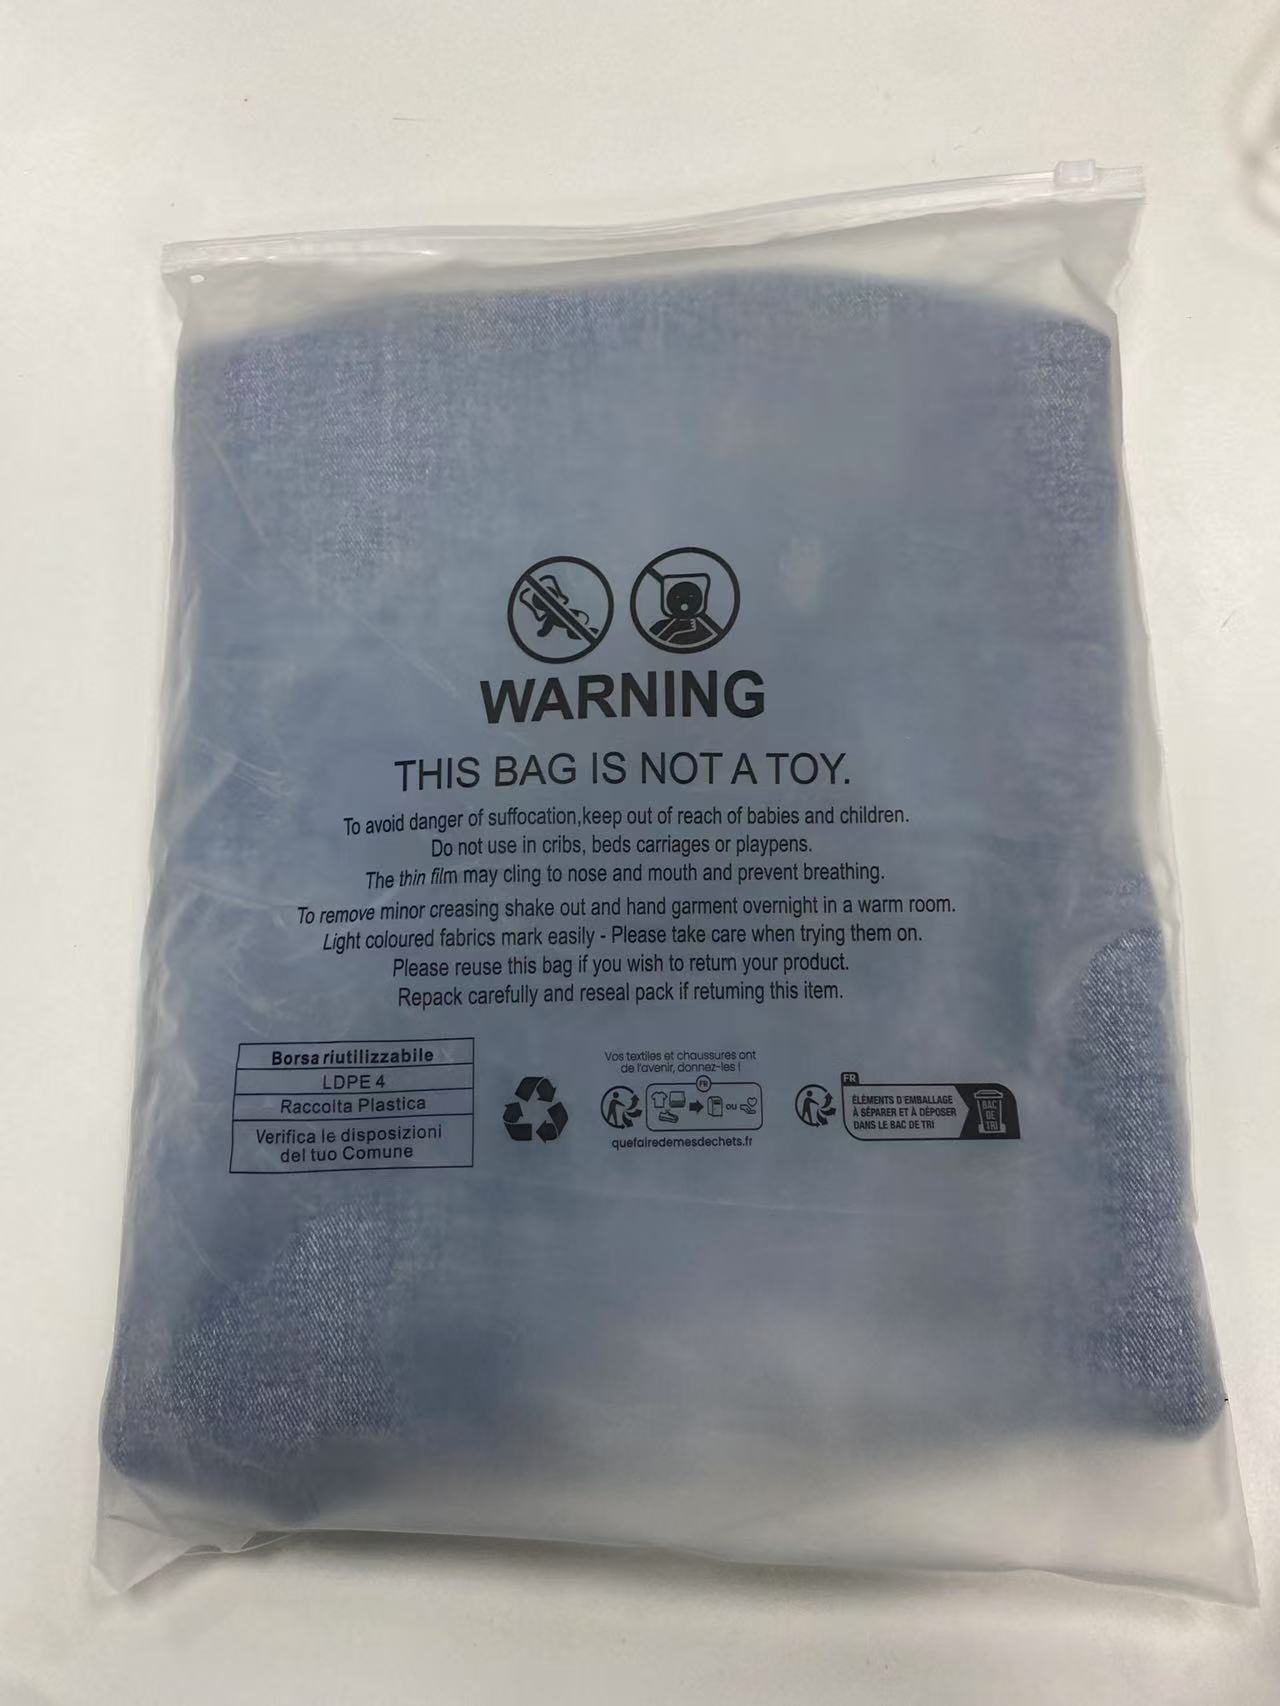 WARNING
THIS BAG IS NOT A TOY.
To avoid danger of suffocation,keep out of reach of babies and children.
Do not use in cribs, beds carriages or playpens.
The thin film may cling to nose and mouth and prevent breathing.
To remove minor creasing shake out and hand garment overnight in a warm room.
Light coloured fabrics mark easily - Please take care when trying them on.
Please reuse this bag if you wish to return your product.
Repack carefully and reseal pack if returning this item.
Borsa riutilizzabile
LDPE 4
Raccolta Plastica
Verifica le disposizioni
del tuo Comune
Vos textiles et chaussures ont
de l'avenir, donnez-les !
FR
OU
quefairedemesdechets.fr
FR
ÉLÉMENTS D'EMBALLAGE
À SÉPARER ET À DÉPOSER
DANS LE BAC DE TRI
BAC
DE
TRI